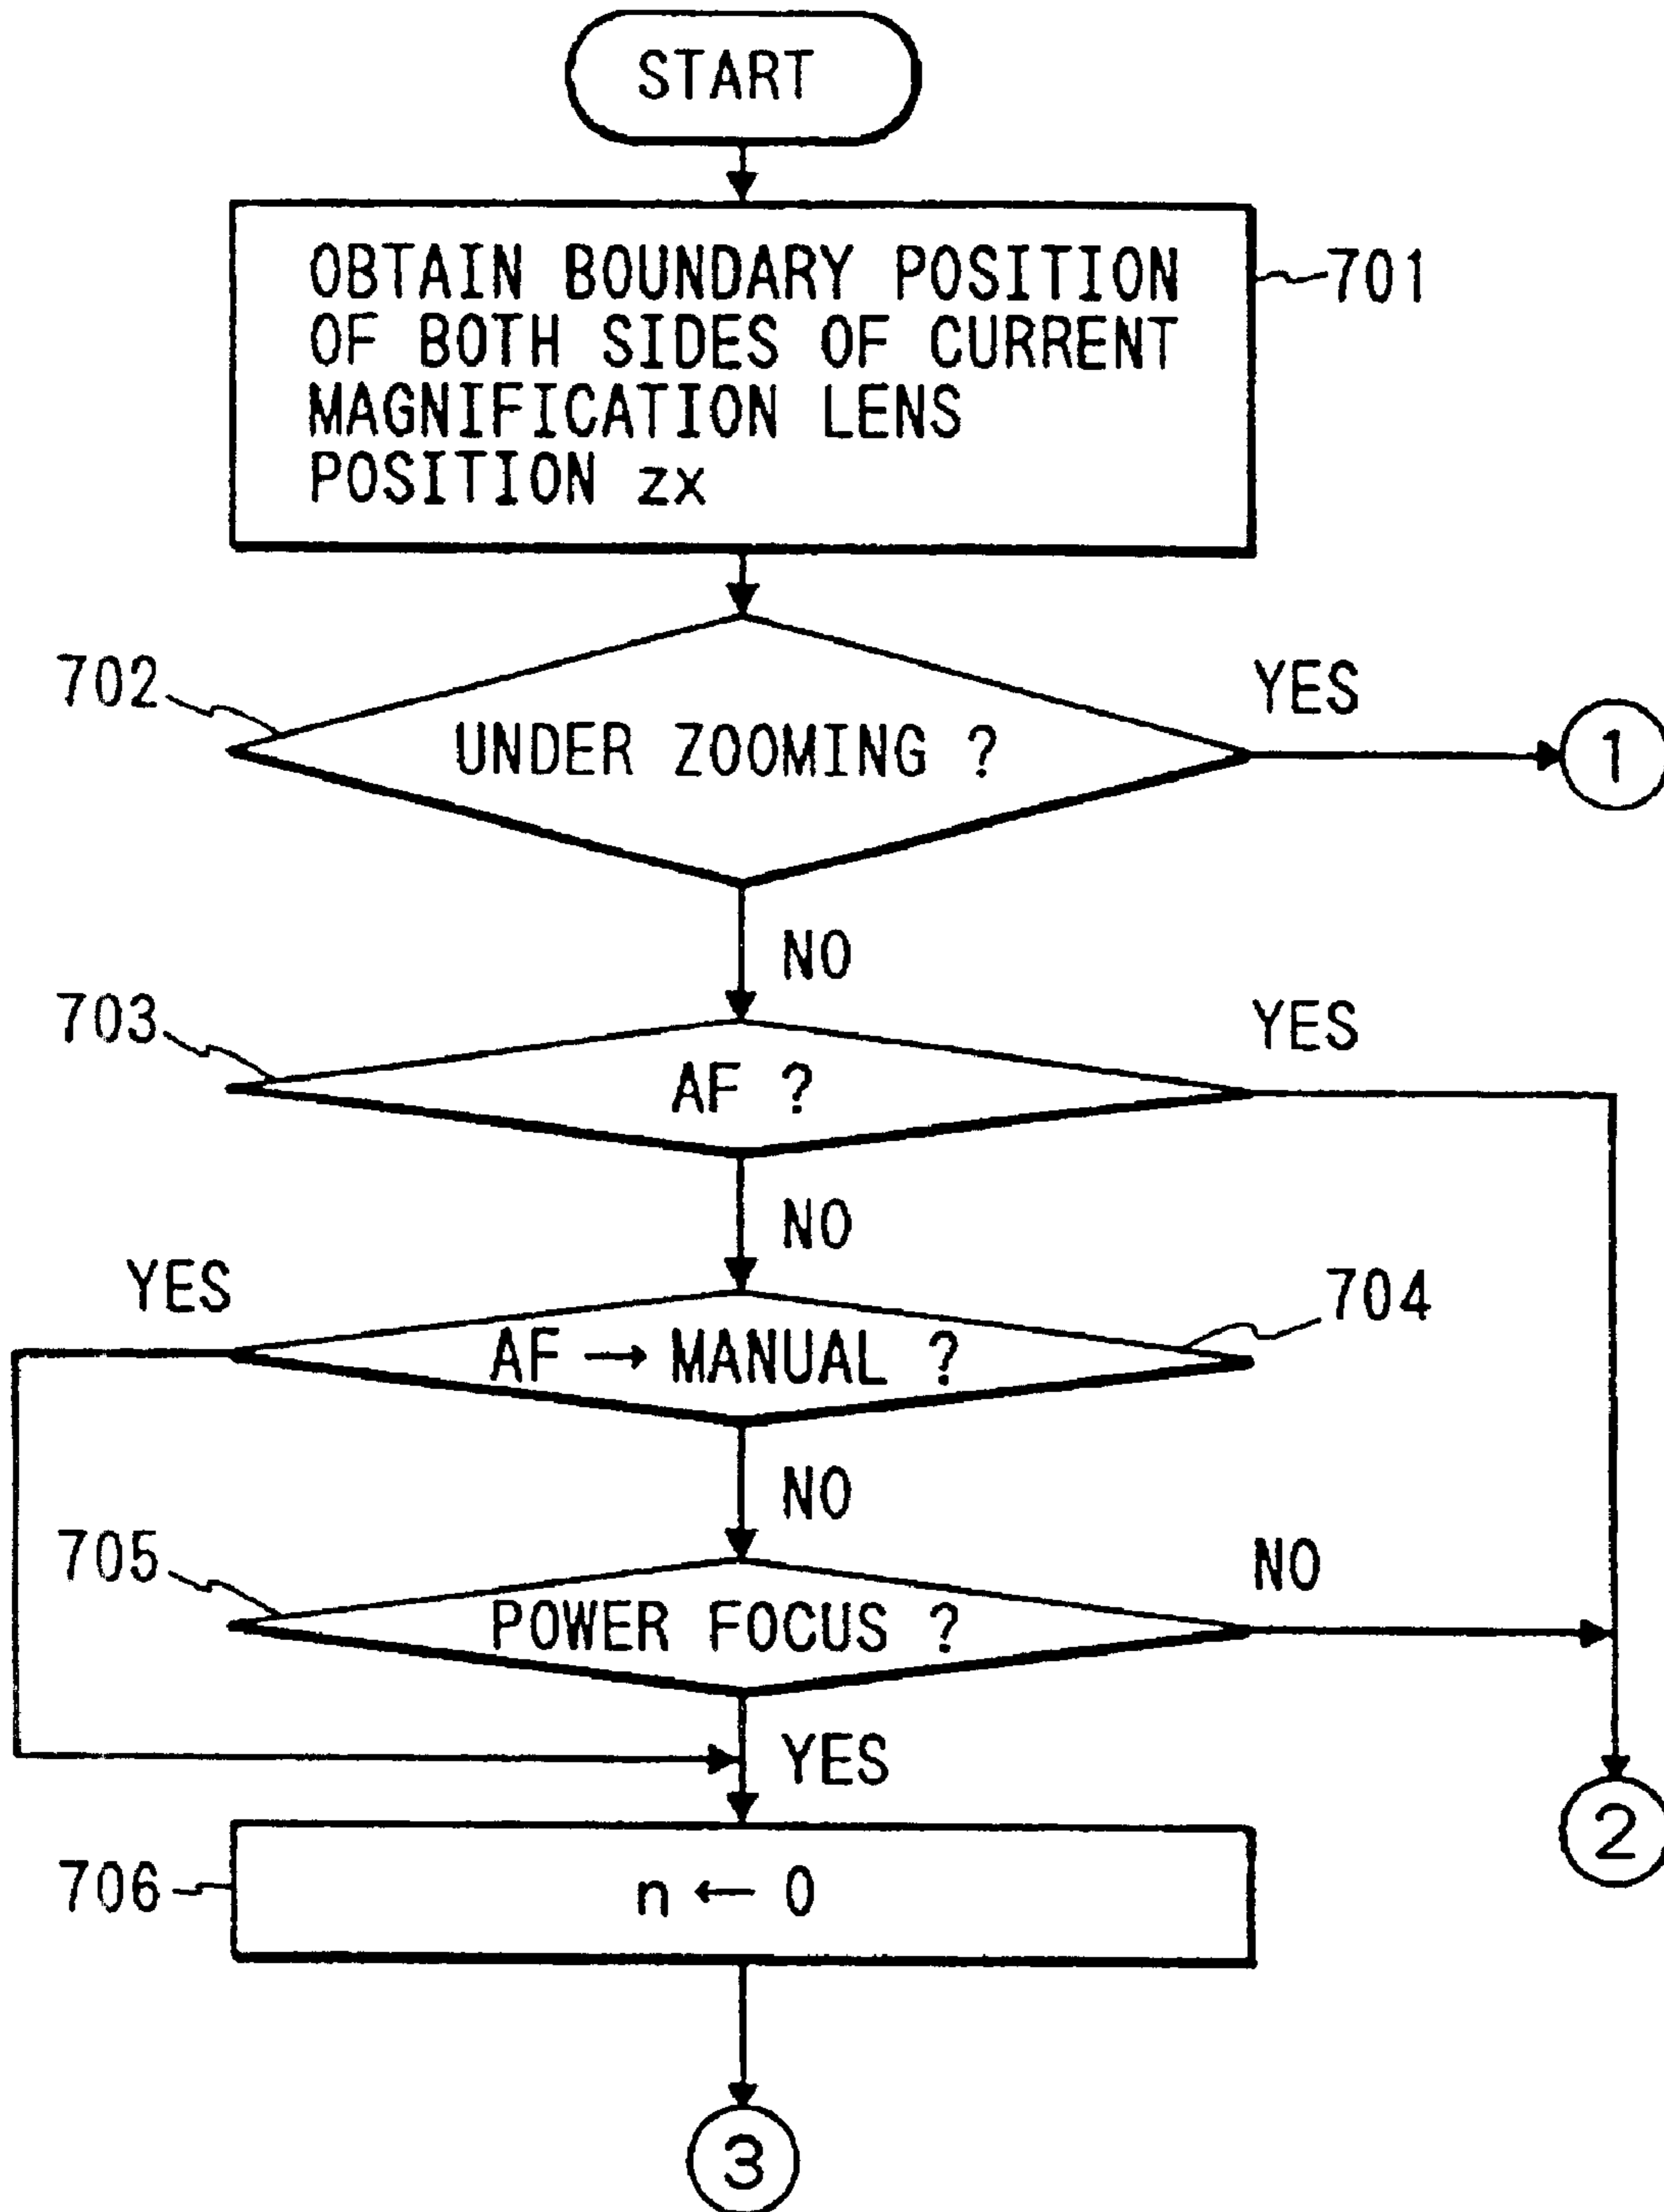 START
OBTAIN BOUNDARY POSITION
OF BOTH SIDES OF CURRENT
MAGNIFICATION LENS
POSITION zx
701
702
UNDER ZOOMING ?
YES
1
NO
703
AF ?
YES
NO
YES
AF → MANUAL ?
704
NO
705
POWER FOCUS ?
NO
YES
2
706
n ← 0
3